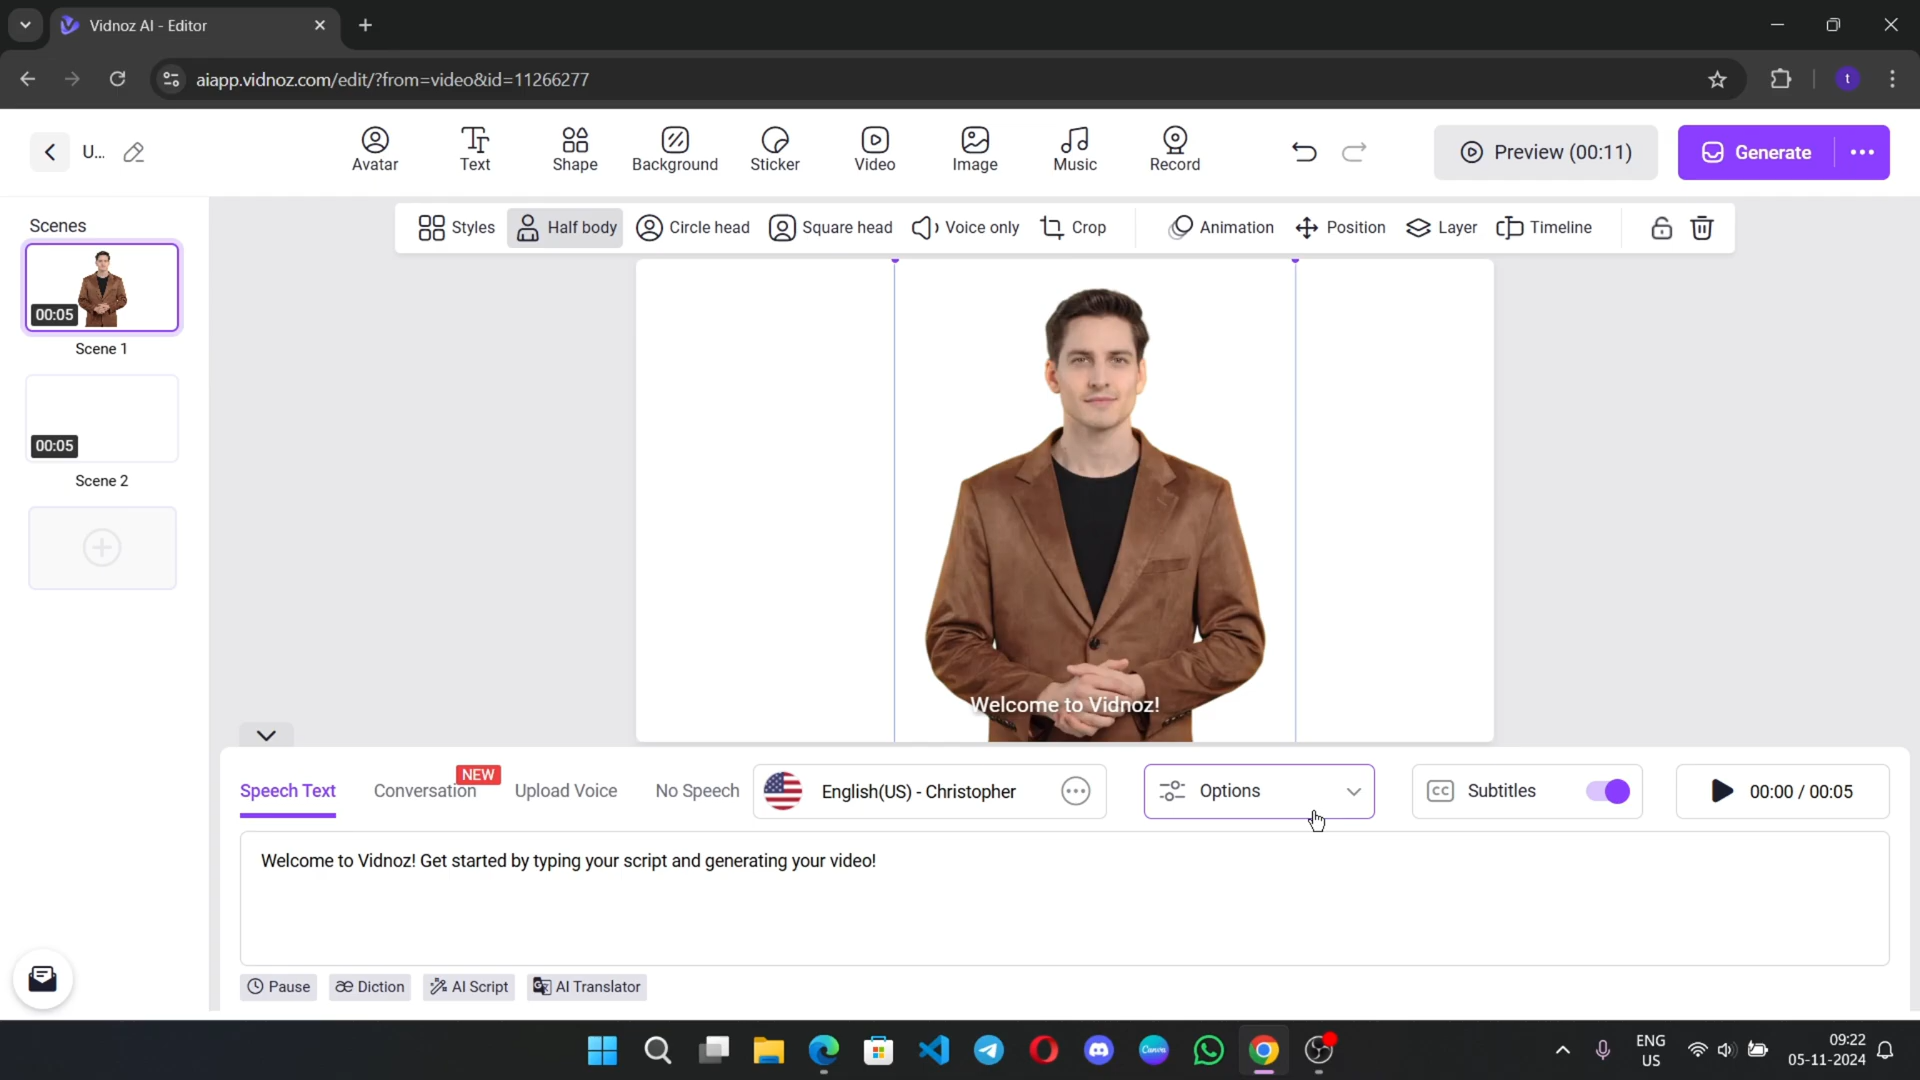 Vidnoz AI - Editor
aiapp.vidnoz.com/edit/?from=video&id=11266277
t
U...
Avatar
Text
Shape
Background
Sticker
Video
Image
Music
Record
Preview (00:11)
Generate
Scenes
Styles
Half body
Circle head
Square head
Voice only
Crop
Animation
Position
Layer
Timeline
00:05
Scene 1
00:05
Scene 2
Welcome to Vidnoz!
Speech Text
Conversation
NEW
Upload Voice
No Speech
English(US) - Christopher
Options
CC
Subtitles
00:00 / 00:05
Welcome to Vidnoz! Get started by typing your script and generating your video!
Pause
æ Diction
AI Script
AI Translator
Canva
ENG
US
09:22
05-11-2024